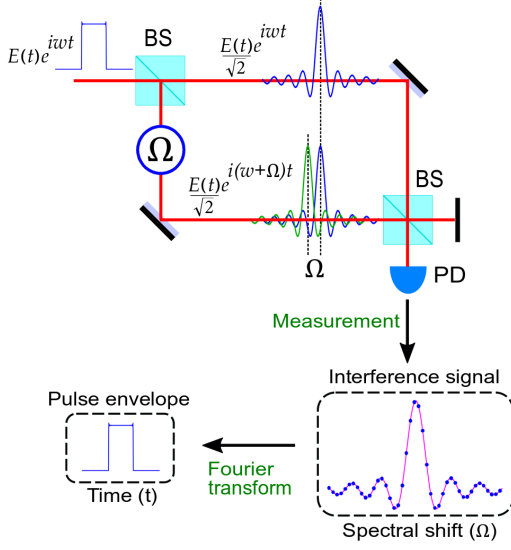 E(t)e^{iwt}
BS
E(t)/√2 e^{iwt}
Ω
E(t)/√2 e^{i(w+Ω)t}
BS
Ω
PD
Measurement
Interference signal
Pulse envelope
Fourier
transform
Time (t)
Spectral shift (Ω)